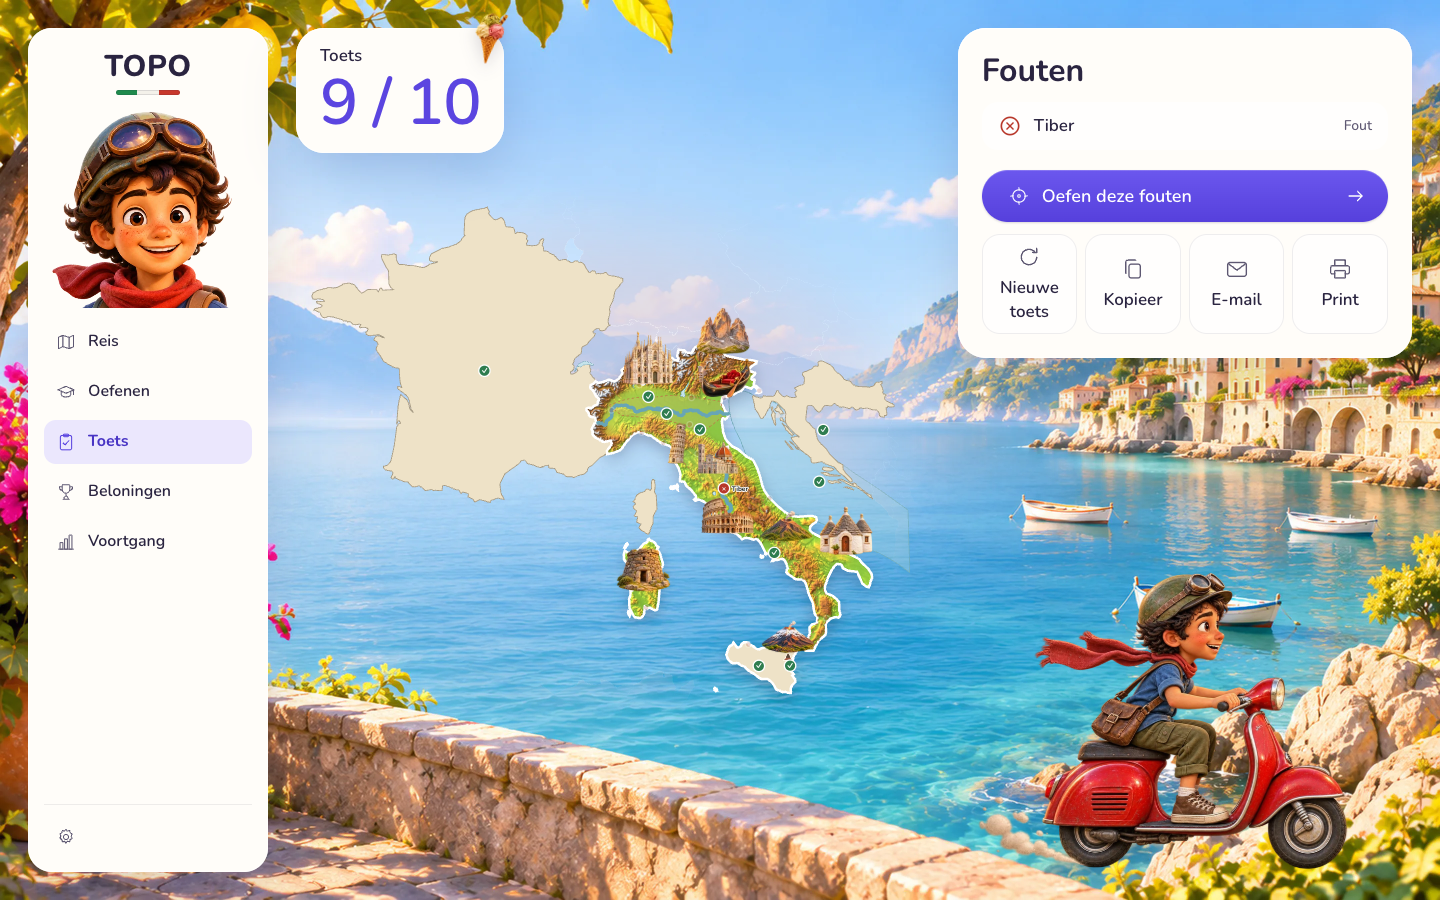 TOPO
Reis
Oefenen
Toets
Beloningen
Voortgang
Toets
9 / 10
Tiber
Fouten
Tiber
Fout
Oefen deze fouten
Nieuwe
toets
Kopieer
E-mail
Print